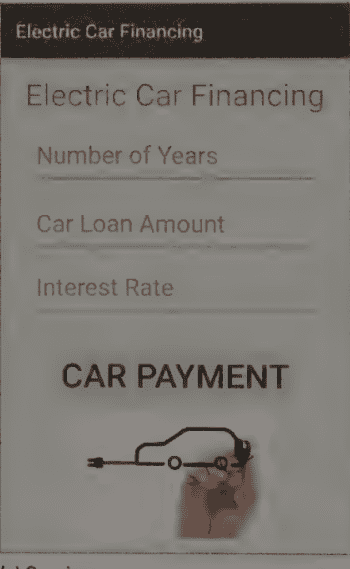 Electric Car Financing
Electric Car Financing
Number of Years
Car Loan Amount
Interest Rate
CAR PAYMENT